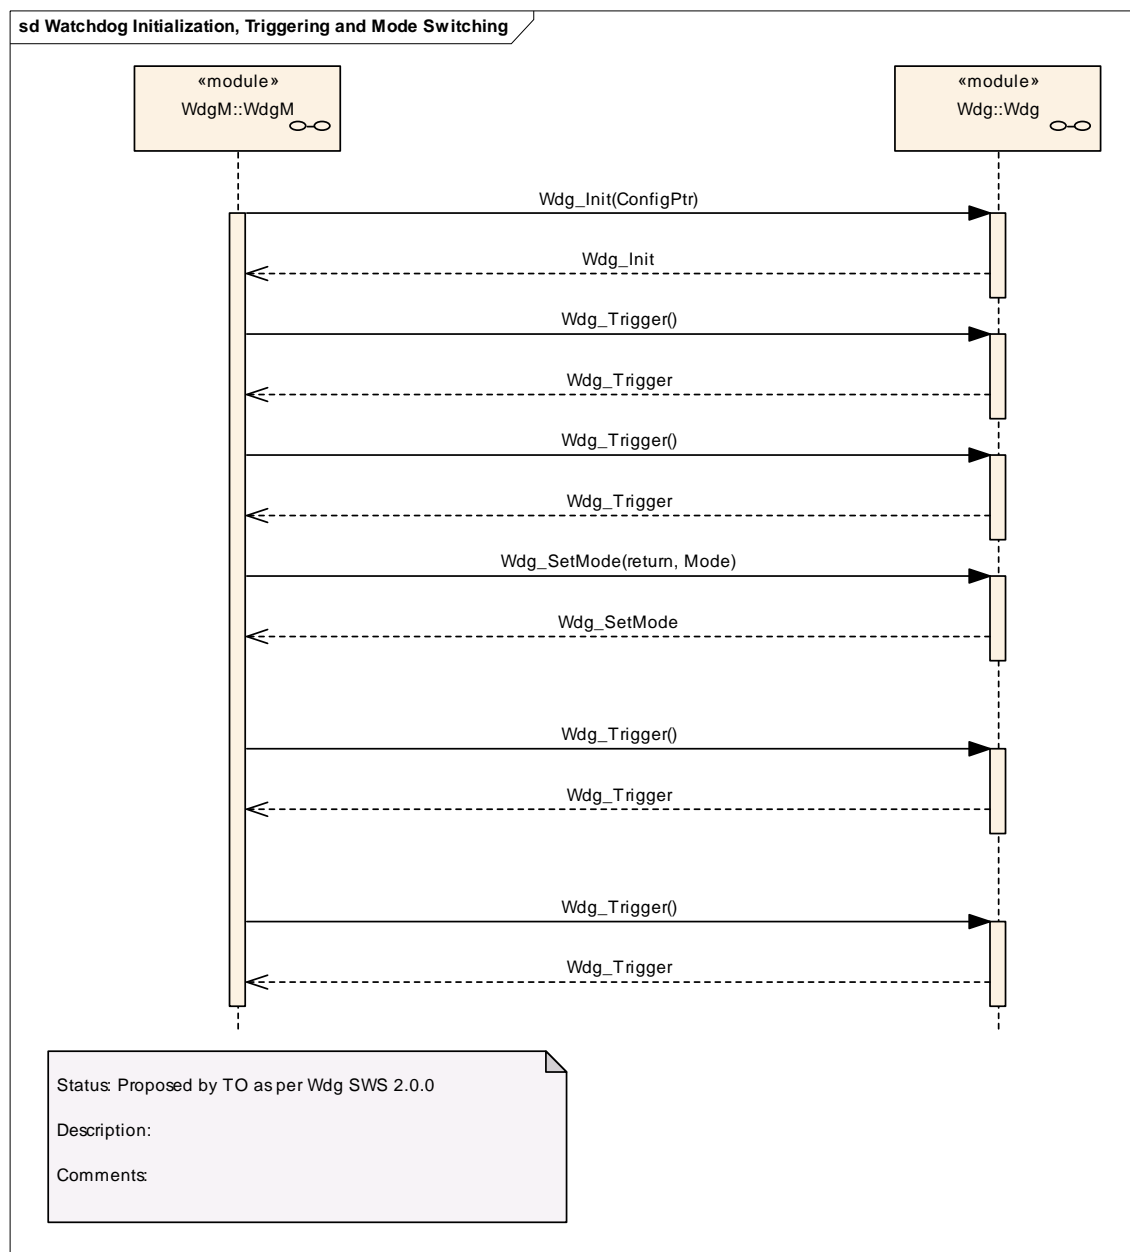 sd Watchdog Initialization, Triggering and Mode Switching
«module»
WdgM::WdgM
«module»
Wdg::Wdg
Wdg_Init(ConfigPtr)
Wdg_Init
Wdg_Trigger()
Wdg_Trigger
Wdg_Trigger()
Wdg_Trigger
Wdg_SetMode(return, Mode)
Wdg_SetMode
Wdg_Trigger()
Wdg_Trigger
Wdg_Trigger()
Wdg_Trigger
Status: Proposed by TO as per Wdg SWS 2.0.0
Description:
Comments: